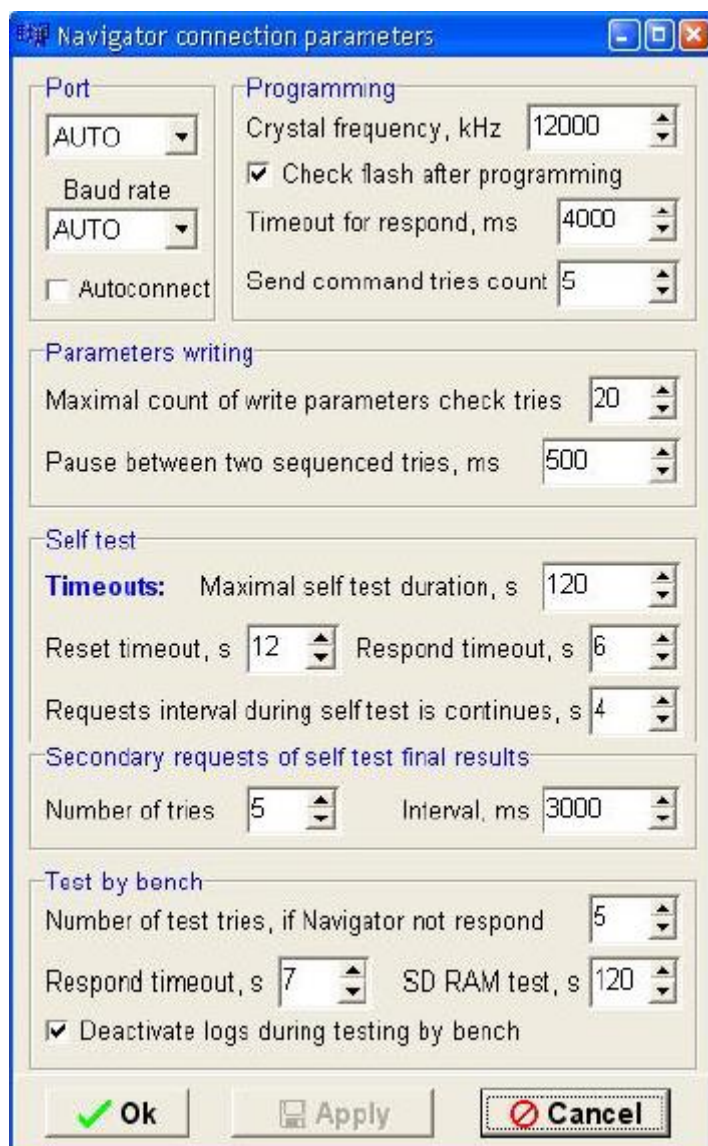 Navigator connection parameters
Port
AUTO
Baud rate
AUTO
Autoconnect
Programming
Crystal frequency, kHz 12000
Check flash after programming
Timeout for respond, ms 4000
Send command tries count 5
Parameters writing
Maximal count of write parameters check tries 20
Pause between two sequenced tries, ms 500
Self test
Timeouts: Maximal self test duration, s 120
Reset timeout, s 12 Respond timeout, s 6
Requests interval during self test is continues, s 4
Secondary requests of self test final results
Number of tries 5 Interval, ms 3000
Test by bench
Number of test tries, if Navigator not respond 5
Respond timeout, s 7 SD RAM test, s 120
Deactivate logs during testing by bench
Ok Apply Cancel